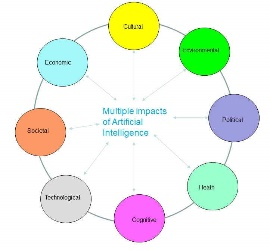 Cultural
Environmental
Economic
Multiple impacts
of Artificial
Intelligence
Political
Societal
Health
Technological
Cognitive